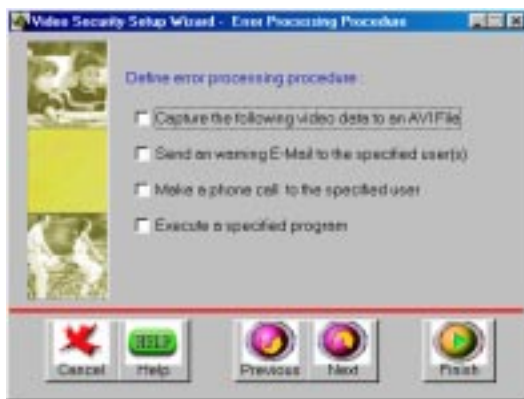 Video Security Setup Wizard - Error Processing Procedure
Define error processing procedure :
Capture the following video data to an AVI File
Send an warning E-Mail to the specified user(s)
Make a phone call to the specified user
Execute a specified program
HELP
Cancel Help Previous Next Finish